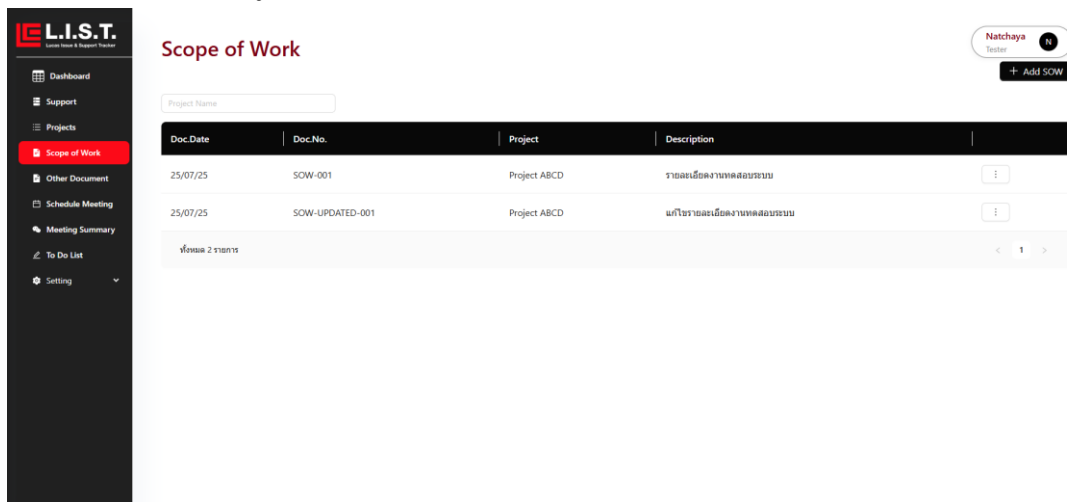 L.I.S.T.
Lucas Issue & Support Tracker
Dashboard
Support
Projects
Scope of Work
Other Document
Schedule Meeting
Meeting Summary
To Do List
Setting
Scope of Work
Natchaya
Tester
N
+ Add SOW
Project Name
Doc.Date Doc.No. Project Description
25/07/25 SOW-001 Project ABCD รายละเอียดงานทดสอบระบบ
25/07/25 SOW-UPDATED-001 Project ABCD แก้ไขรายละเอียดงานทดสอบระบบ
ทั้งหมด 2 รายการ
< 1 >